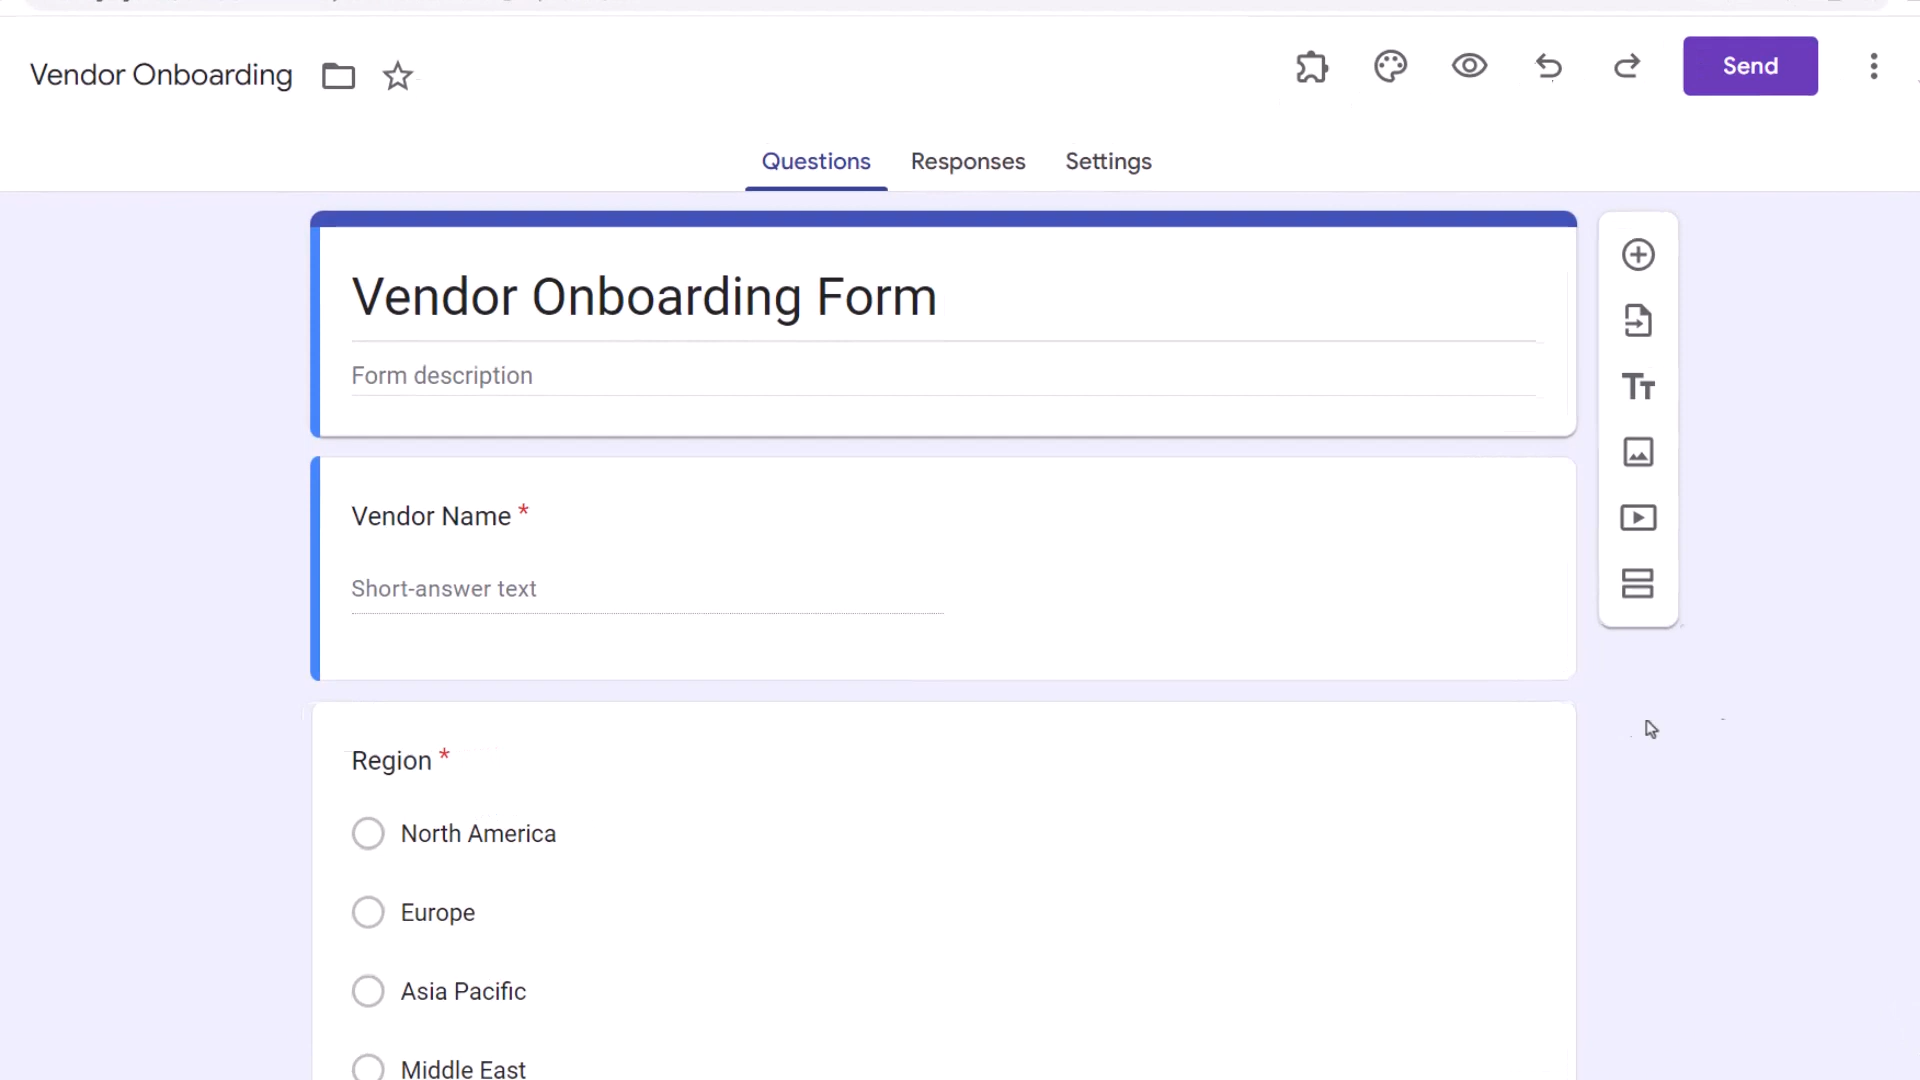 Vendor Onboarding
Send
Questions Responses Settings
Vendor Onboarding Form
Form description
Vendor Name *
Short-answer text
Region *
North America
Europe
Asia Pacific
Middle East